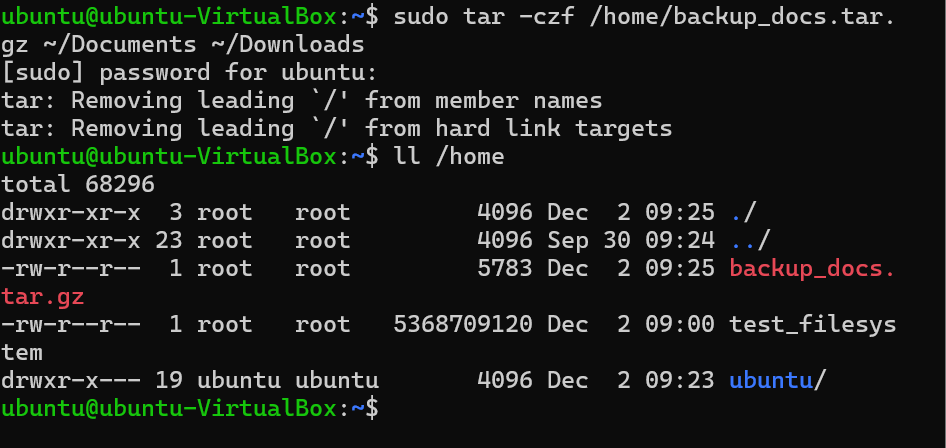 ubuntu@ubuntu-VirtualBox:~$ sudo tar -czf /home/backup_docs.tar.
gz ~/Documents ~/Downloads
[sudo] password for ubuntu:
tar: Removing leading `/' from member names
tar: Removing leading `/' from hard link targets
ubuntu@ubuntu-VirtualBox:~$ ll /home
total 68296
drwxr-xr-x  3 root   root         4096 Dec  2 09:25 ./
drwxr-xr-x 23 root   root         4096 Sep 30 09:24 ../
-rw-r--r--  1 root   root         5783 Dec  2 09:25 backup_docs.
tar.gz
-rw-r--r--  1 root   root   5368709120 Dec  2 09:00 test_filesys
tem
drwxr-x--- 19 ubuntu ubuntu       4096 Dec  2 09:23 ubuntu/
ubuntu@ubuntu-VirtualBox:~$